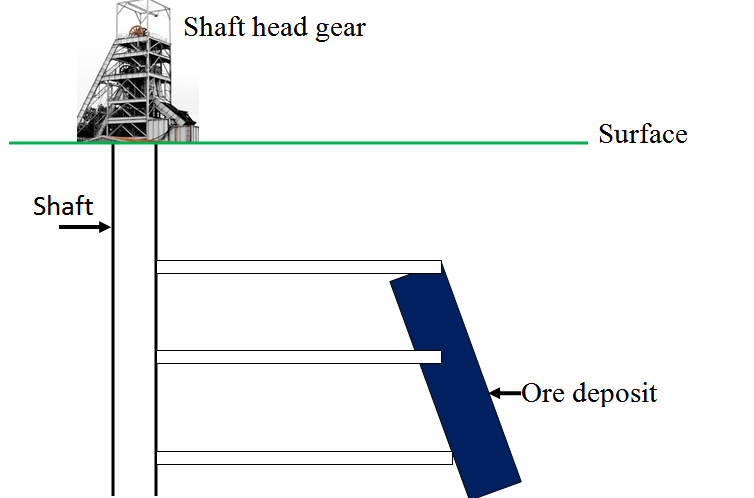 Shaft head gear
Surface
Shaft
Ore deposit